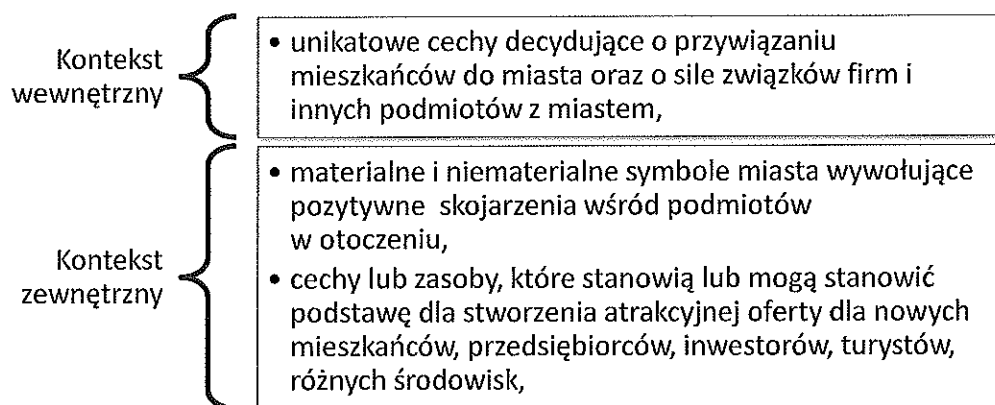 Kontekst
wewnętrzny
• unikatowe cechy decydujące o przywiązaniu
mieszkańców do miasta oraz o sile związków firm i
innych podmiotów z miastem,
Kontekst
zewnętrzny
• materialne i niematerialne symbole miasta wywołujące
pozytywne skojarzenia wśród podmiotów
w otoczeniu,
• cechy lub zasoby, które stanowią lub mogą stanowić
podstawę dla stworzenia atrakcyjnej oferty dla nowych
mieszkańców, przedsiębiorców, inwestorów, turystów,
różnych środowisk,